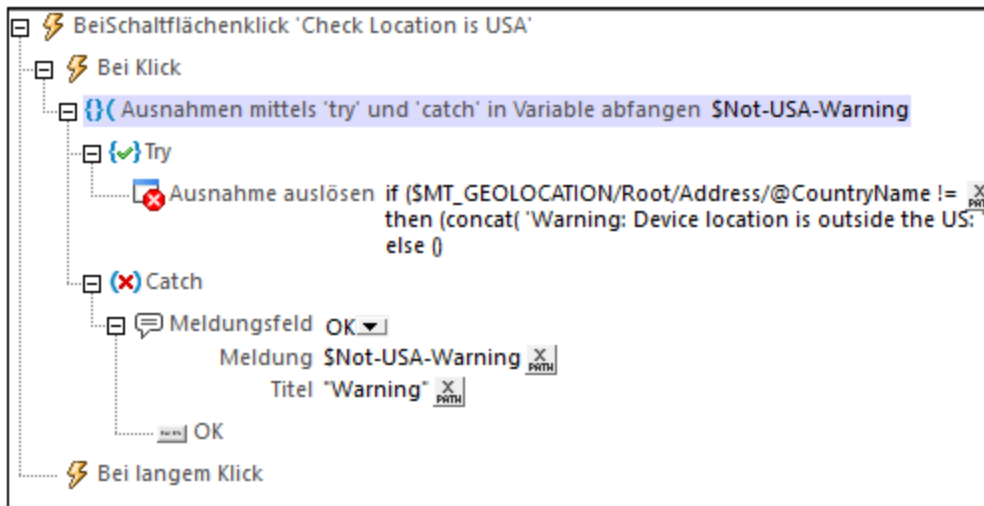 BeiSchaltflächenklick 'Check Location is USA'
Bei Klick
Ausnahmen mittels 'try' und 'catch' in Variable abfangen $Not-USA-Warning
Try
Ausnahme auslösen if ($MT_GEOLOCATION/Root/Address/@CountryName !=
then (concat( 'Warning: Device location is outside the US: '
else ()
Catch
Meldungsfeld OK
Meldung $Not-USA-Warning X PATH
Titel "Warning" X PATH
OK
Bei langem Klick